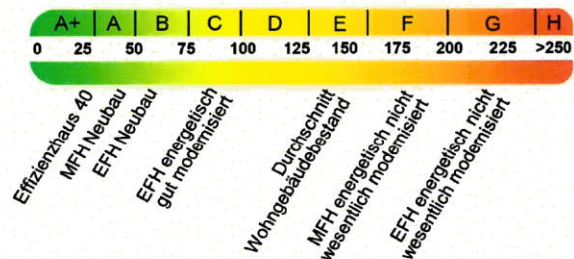 A+ A B C D E F G H
0 25 50 75 100 125 150 175 200 225 >250
Effizienzhaus 40
MFH Neubau
EFH Neubau
EFH energetisch
gut modernisiert
Durchschnitt
Wohngebäudebestand
MFH energetisch nicht
wesentlich modernisiert
EFH energetisch nicht
wesentlich modernisiert